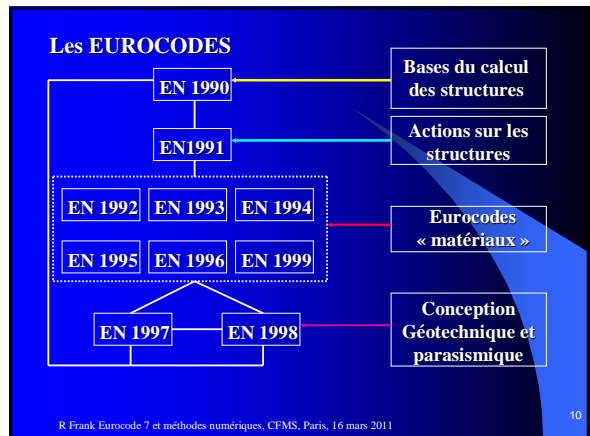 Les EUROCODES
EN 1990
Bases du calcul
des structures
EN1991
Actions sur les
structures
EN 1992 EN 1993 EN 1994
EN 1995 EN 1996 EN 1999
Eurocodes
« matériaux »
EN 1997 EN 1998
Conception
Géotechnique et
parasismique
R Frank Eurocode 7 et méthodes numériques, CFMS, Paris, 16 mars 2011
10